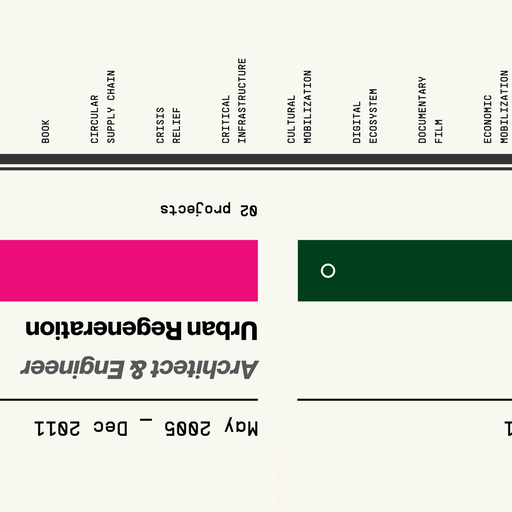 BOOK
CIRCULAR
SUPPLY CHAIN
CRISIS
RELIEF
CRITICAL
INFRASTRUCTURE
CULTURAL
MOBILIZATION
DIGITAL
ECOSYSTEM
DOCUMENTARY
FILM
ECONOMIC
MOBILIZATION
May 2005 — Dec 2011
Architect & Engineer
Urban Regeneration
02 projects